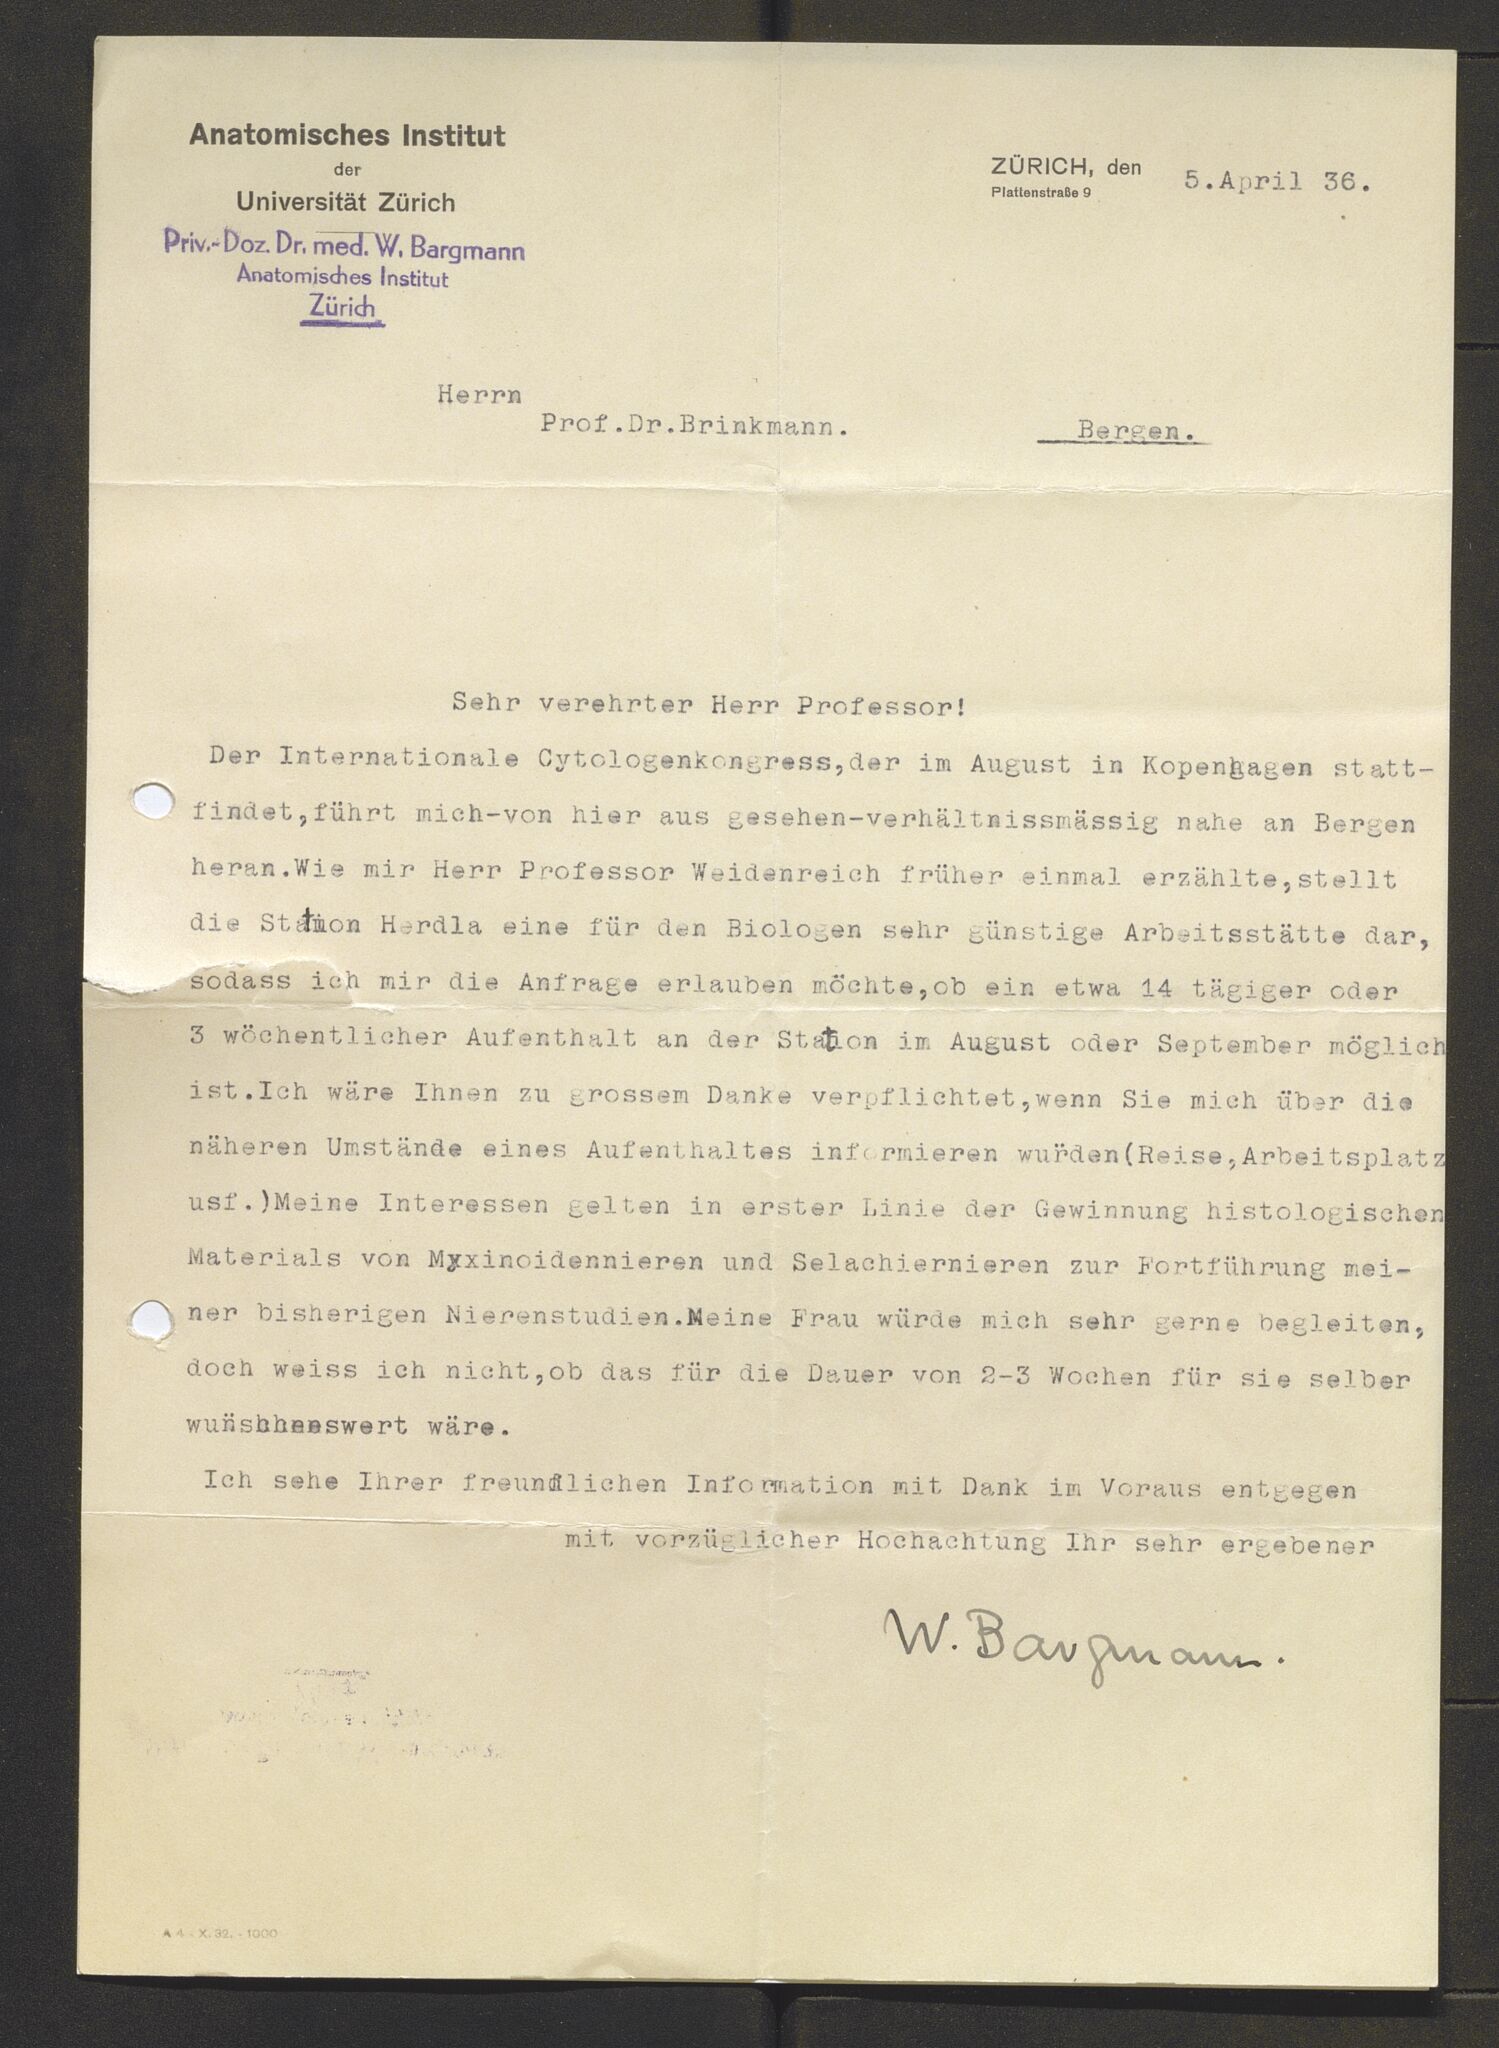 Anatomisches Institut
der
Universität Zürich
Priv.-Doz. Dr. med. W. Bargmann
Anatomisches Institut
Zürich
ZÜRICH, den 5.April 36.
Plattenstraße 9
Herrn
Prof.Dr.Brinkmann. Bergen.
Sehr verehrter Herr Professor!
Der Internationale Cytologenkongress,der im August in Kopenhagen statt-
findet,führt mich-von hier aus gesehen-verhältnissmässig nahe an Bergen
heran.Wie mir Herr Professor Weidenreich früher einmal erzählte,stellt
die Station Herdla eine für den Biologen sehr günstige Arbeitsstätte dar,
sodass ich mir die Anfrage erlauben möchte,ob ein etwa 14 tägiger oder
3 wöchentlicher Aufenthalt an der Station im August oder September möglich
ist.Ich wäre Ihnen zu grossem Danke verpflichtet,wenn Sie mich über die
näheren Umstände eines Aufenthaltes informieren würden(Reise,Arbeitsplatz
usf.)Meine Interessen gelten in erster Linie der Gewinnung histologischen
Materials von Myxinoidennieren und Selachiernieren zur Fortführung mei-
ner bisherigen Nierenstudien.Meine Frau würde mich sehr gerne begleiten,
doch weiss ich nicht,ob das für die Dauer von 2-3 Wochen für sie selber
wünschenswert wäre.
Ich sehe Ihrer freundlichen Information mit Dank im Voraus entgegen
mit vorzüglicher Hochachtung Ihr sehr ergebener
W. Bargmann.
A 4 - X. 32. - 1000